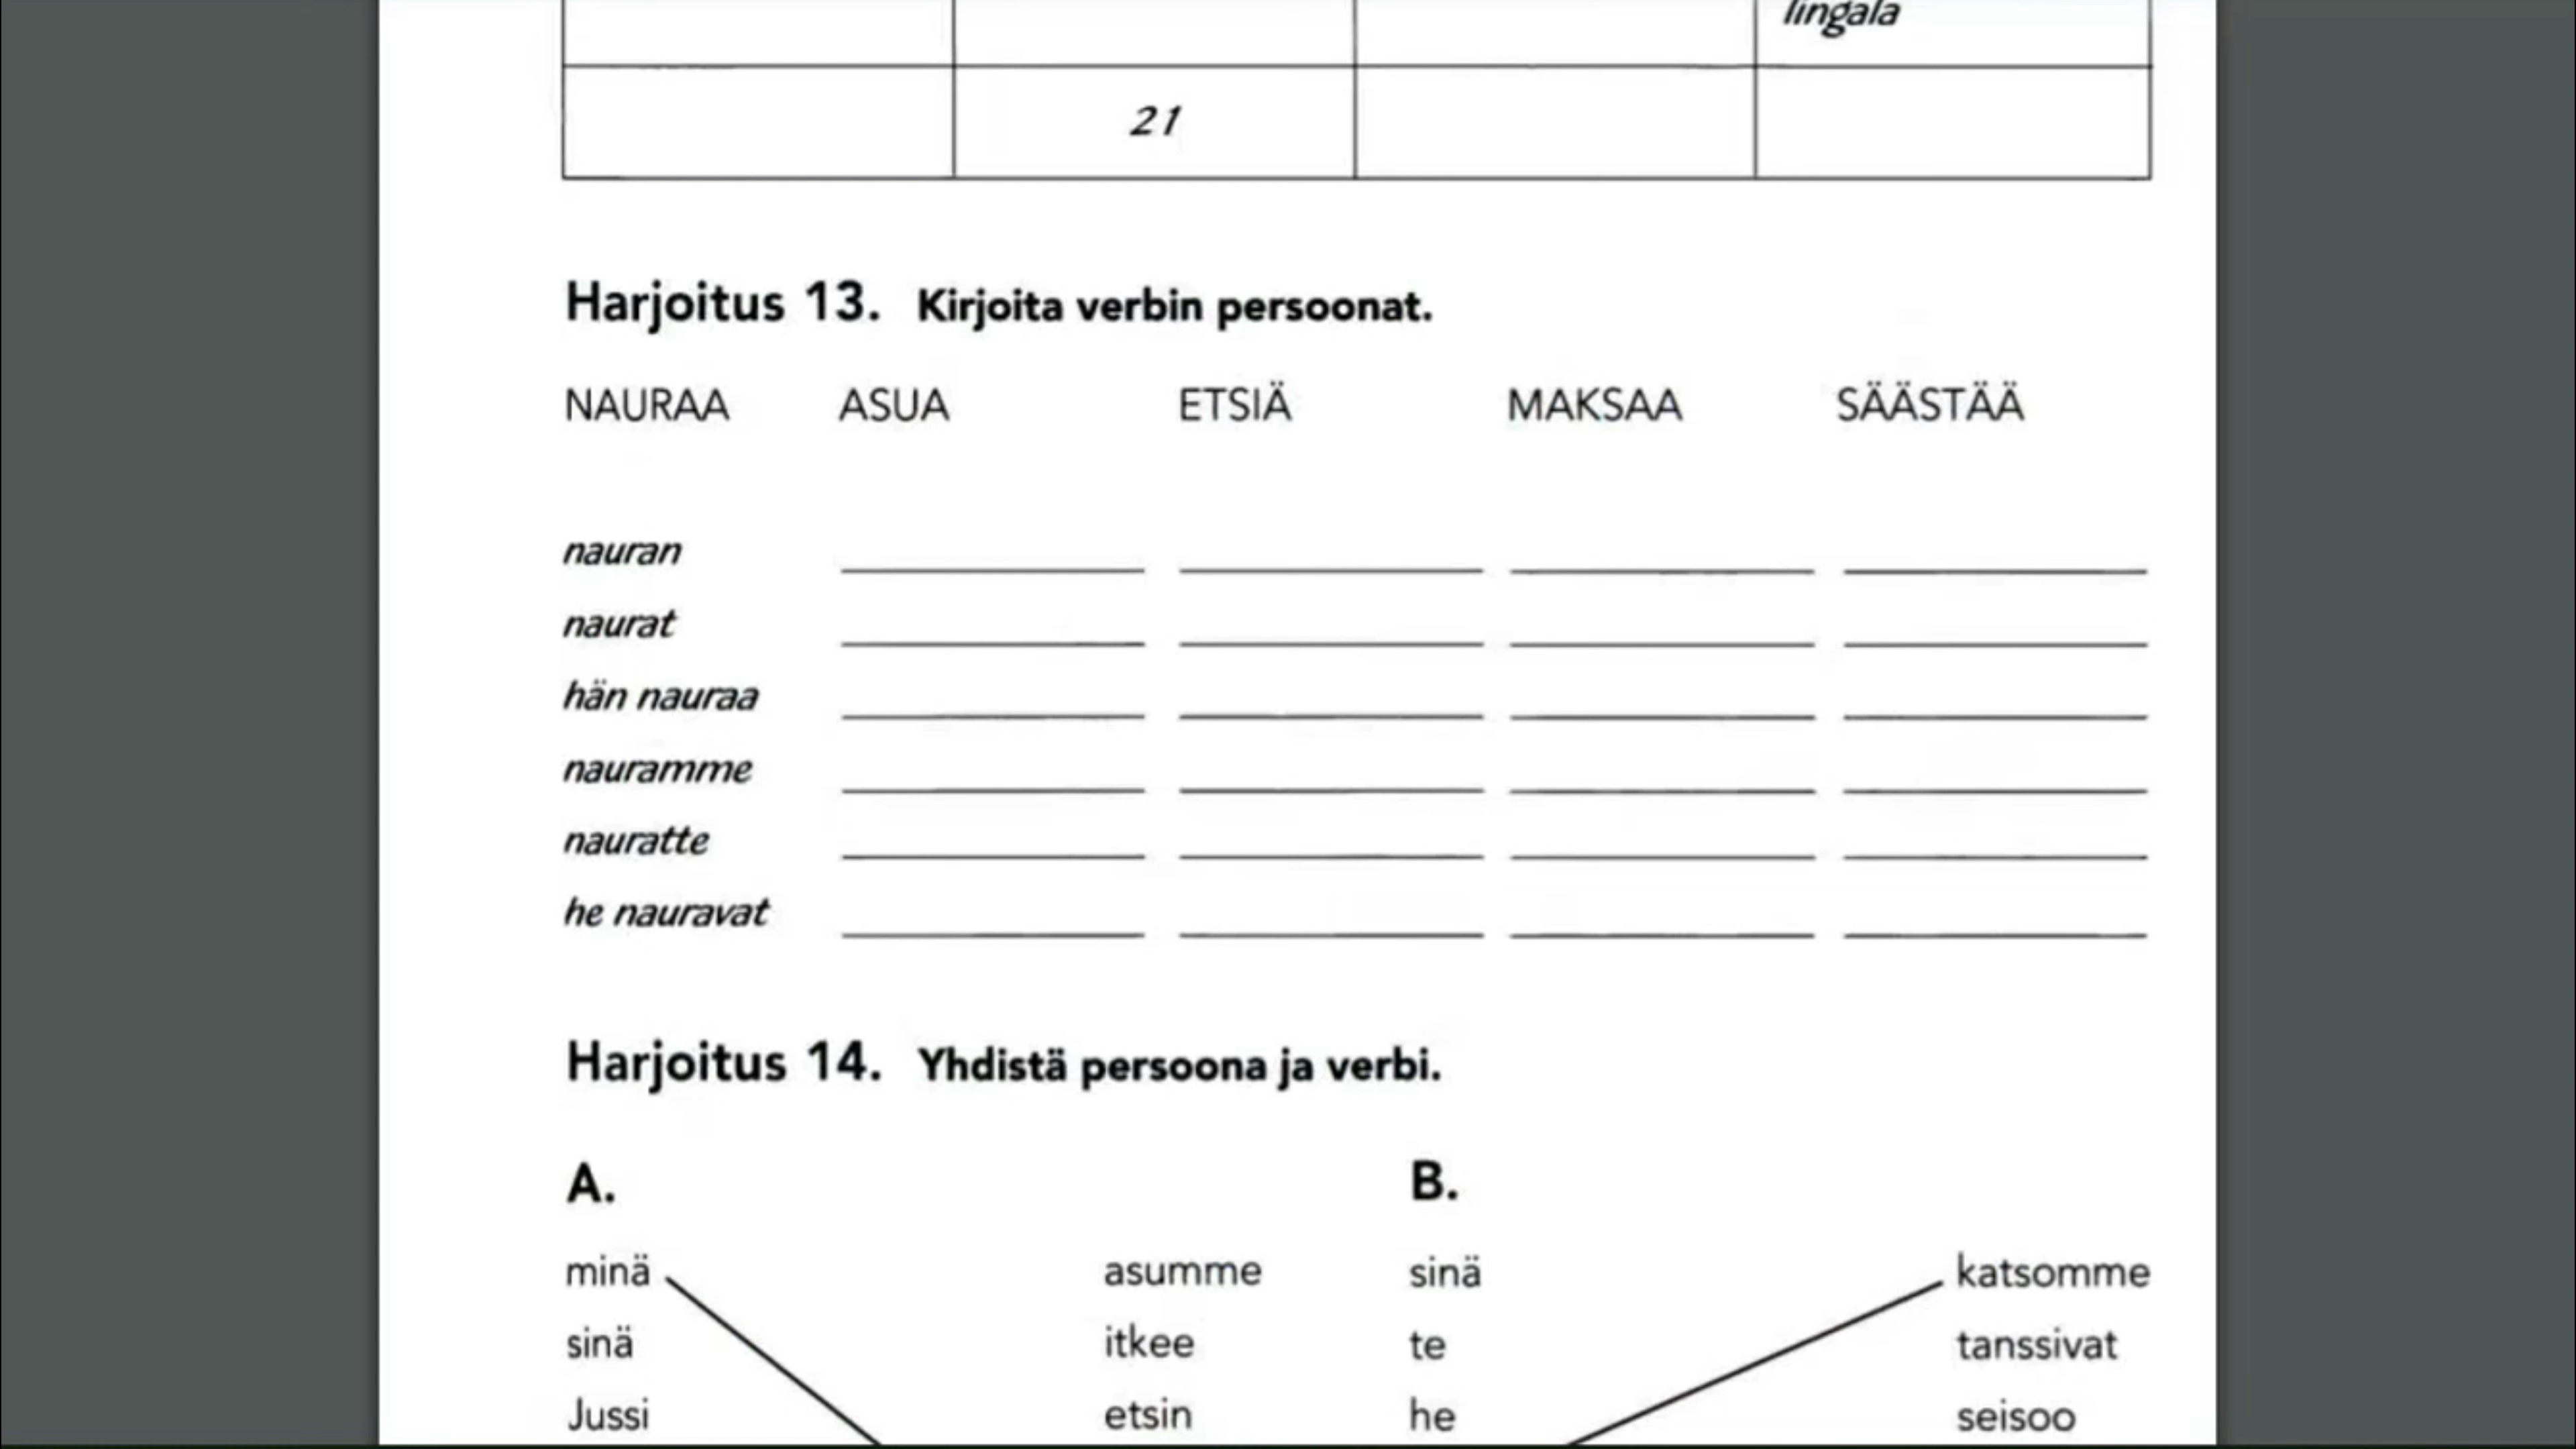 lingala
21
Harjoitus 13. Kirjoita verbin persoonat.
NAURAA ASUA ETSIÄ MAKSAA SÄÄSTÄÄ
nauran
naurat
hän nauraa
nauramme
nauratte
he nauravat
Harjoitus 14. Yhdistä persoona ja verbi.
A. B.
minä asumme sinä katsomme
sinä itkee te tanssivat
Jussi etsin he seisoo